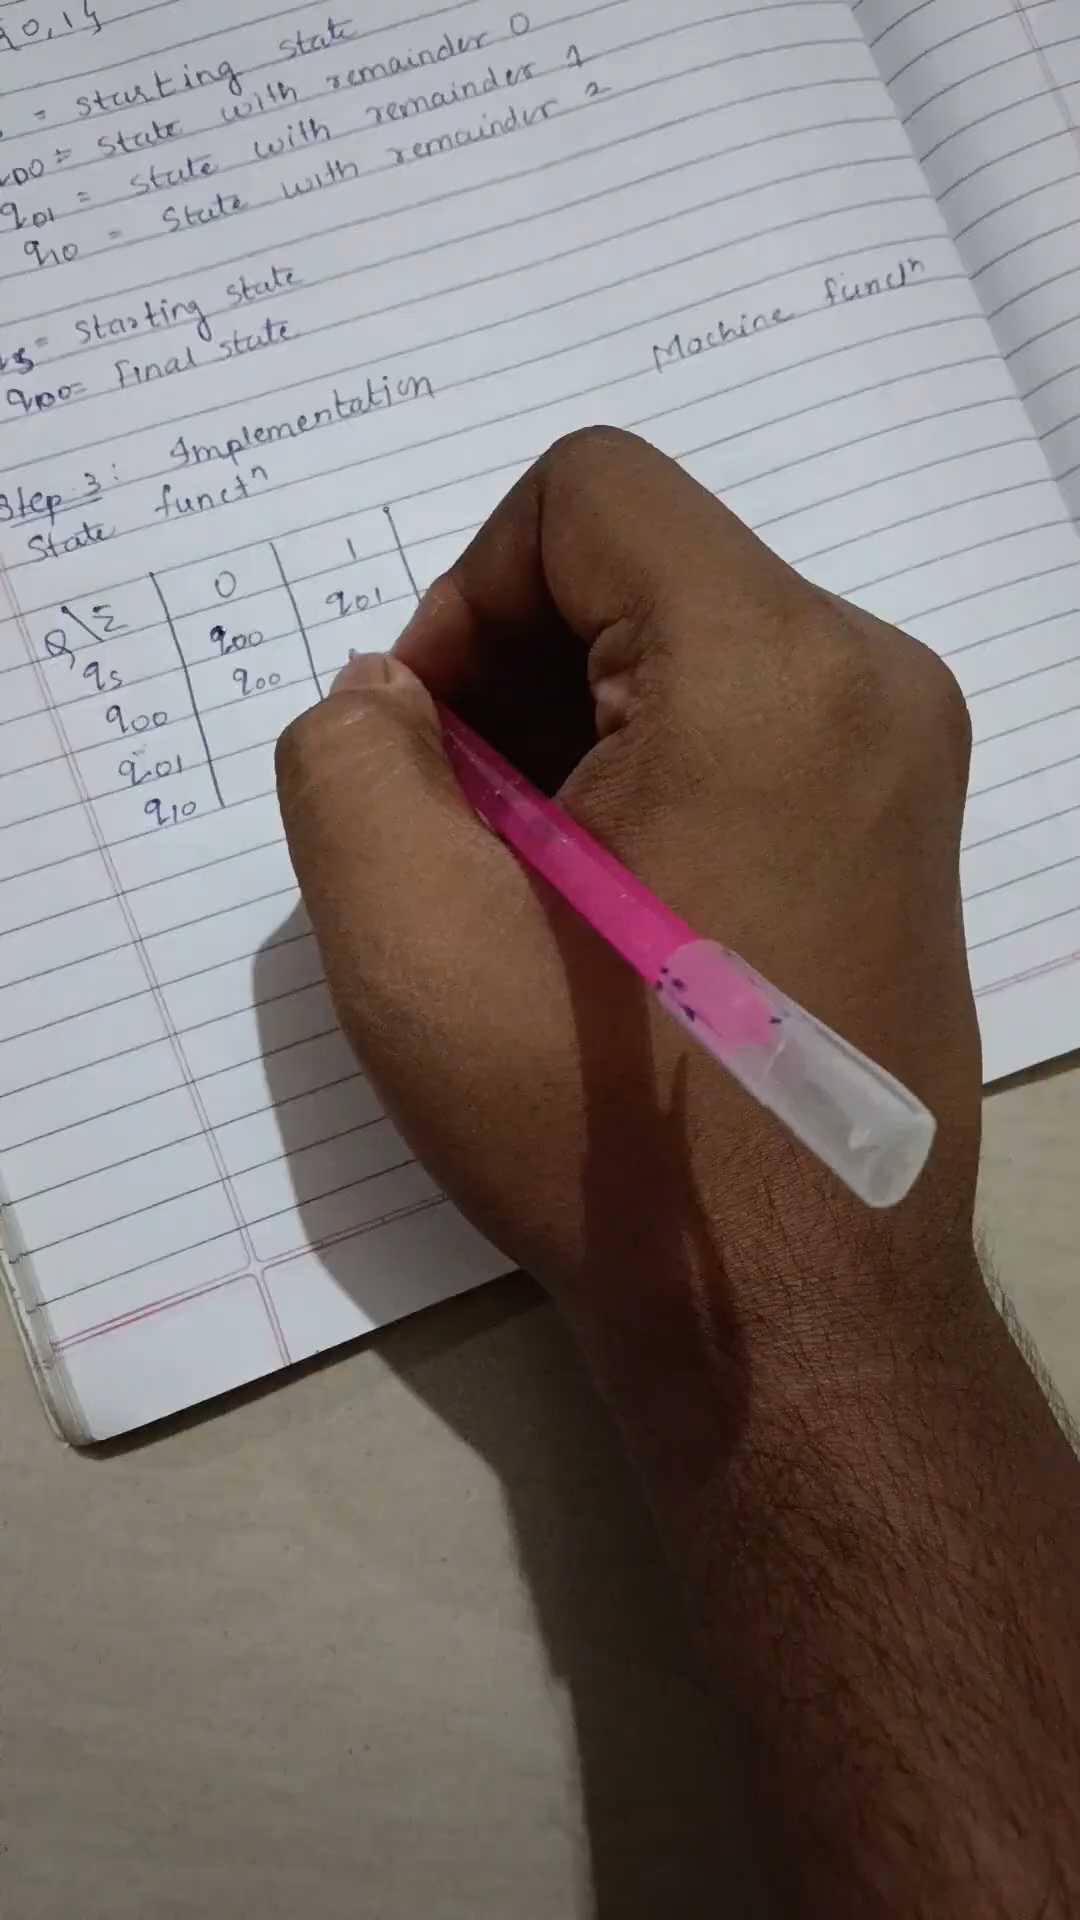 0,1}
= starting state
= state with remainder 0
q01 = state with remainder 1
q10 = state with remainder 2
= starting state
q00= Final state
Step 3: Implementation
State functⁿ Machine functⁿ
Q\Σ 0 1
qs q00 q01
q00 q00
q01
q10